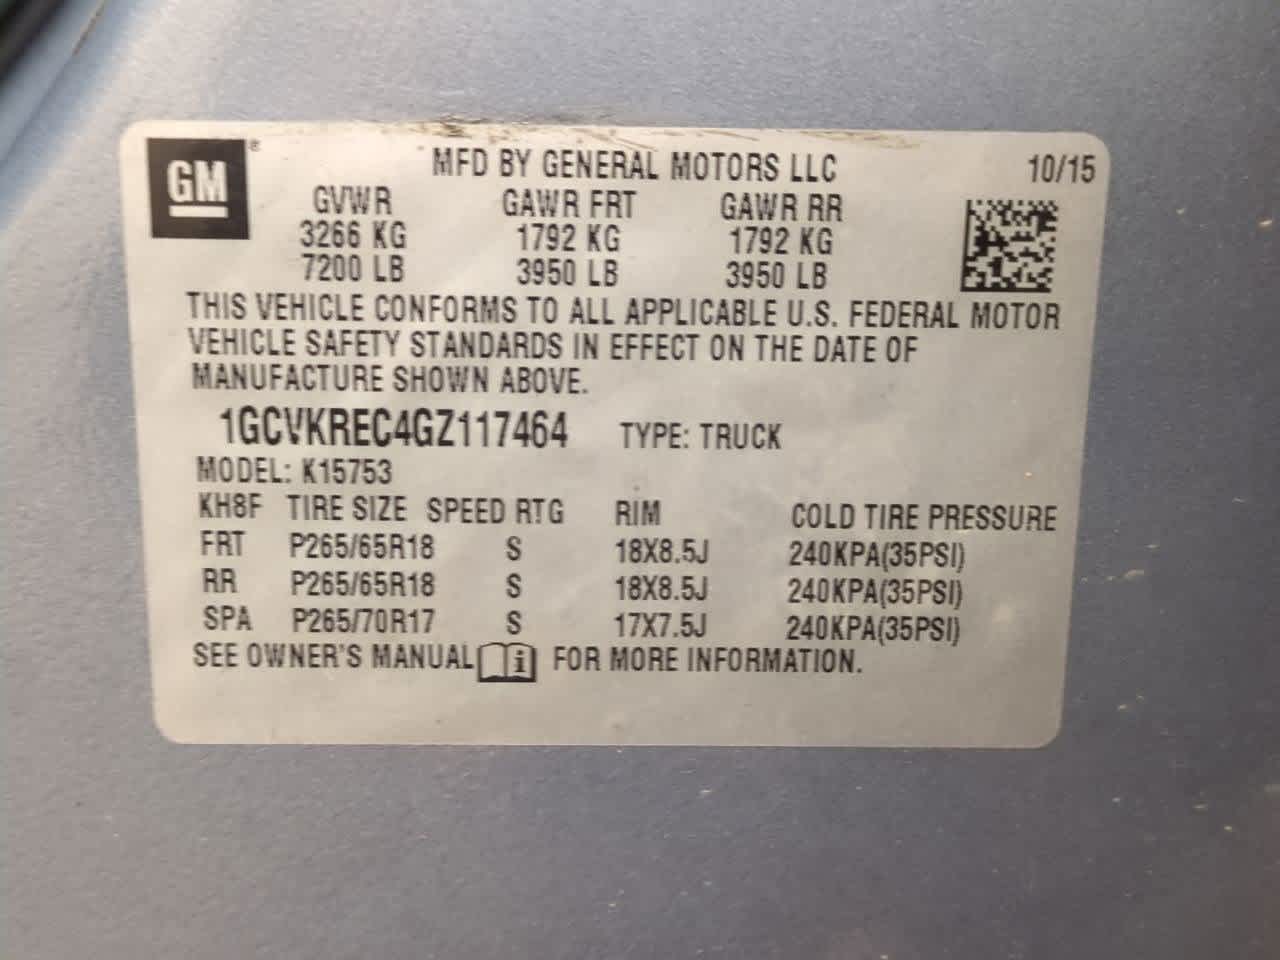 GM®
MFD BY GENERAL MOTORS LLC 10/15
GVWR GAWR FRT GAWR RR
3266 KG 1792 KG 1792 KG
7200 LB 3950 LB 3950 LB
THIS VEHICLE CONFORMS TO ALL APPLICABLE U.S. FEDERAL MOTOR
VEHICLE SAFETY STANDARDS IN EFFECT ON THE DATE OF
MANUFACTURE SHOWN ABOVE.
1GCVKREC4GZ117464 TYPE: TRUCK
MODEL: K15753
KH8F TIRE SIZE SPEED RTG RIM COLD TIRE PRESSURE
FRT P265/65R18 S 18X8.5J 240KPA(35PSI)
RR P265/65R18 S 18X8.5J 240KPA(35PSI)
SPA P265/70R17 S 17X7.5J 240KPA(35PSI)
SEE OWNER'S MANUAL i FOR MORE INFORMATION.